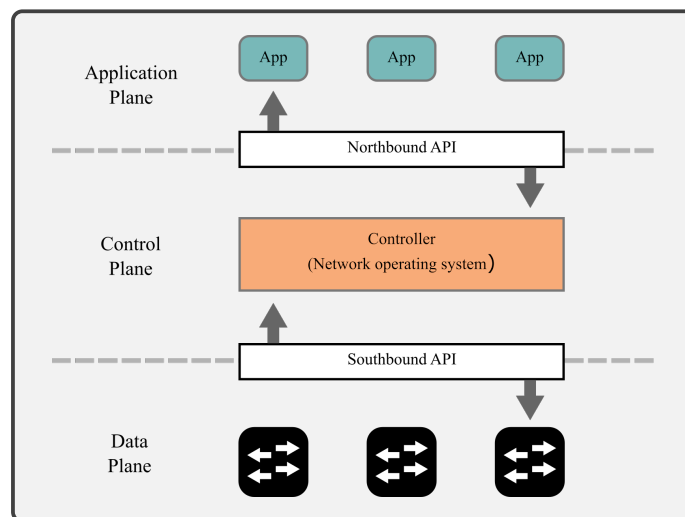 App
App
App
Application
Plane
Northbound API
Controller
(Network operating system)
Control
Plane
Southbound API
Data
Plane